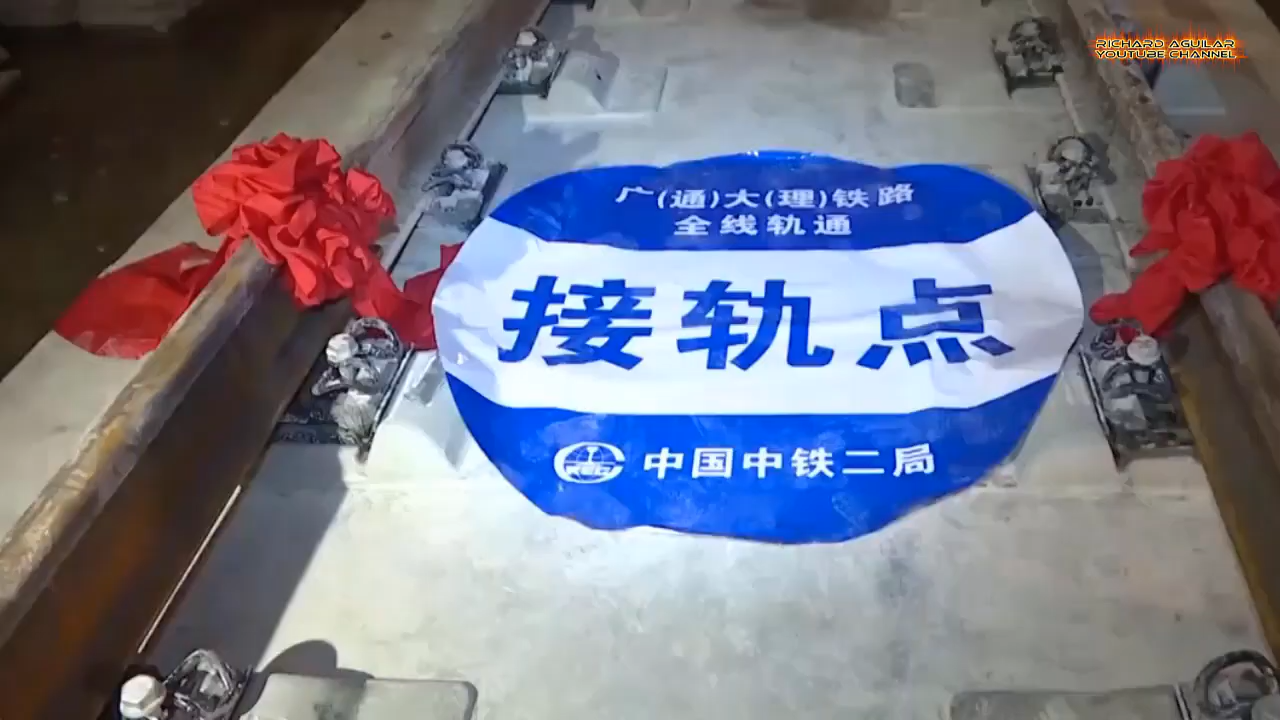 RICHARD AGUILAR
YOUTUBE CHANNEL
广(通)大(理)铁路
全线轨通
接轨点
CREC 中国中铁二局